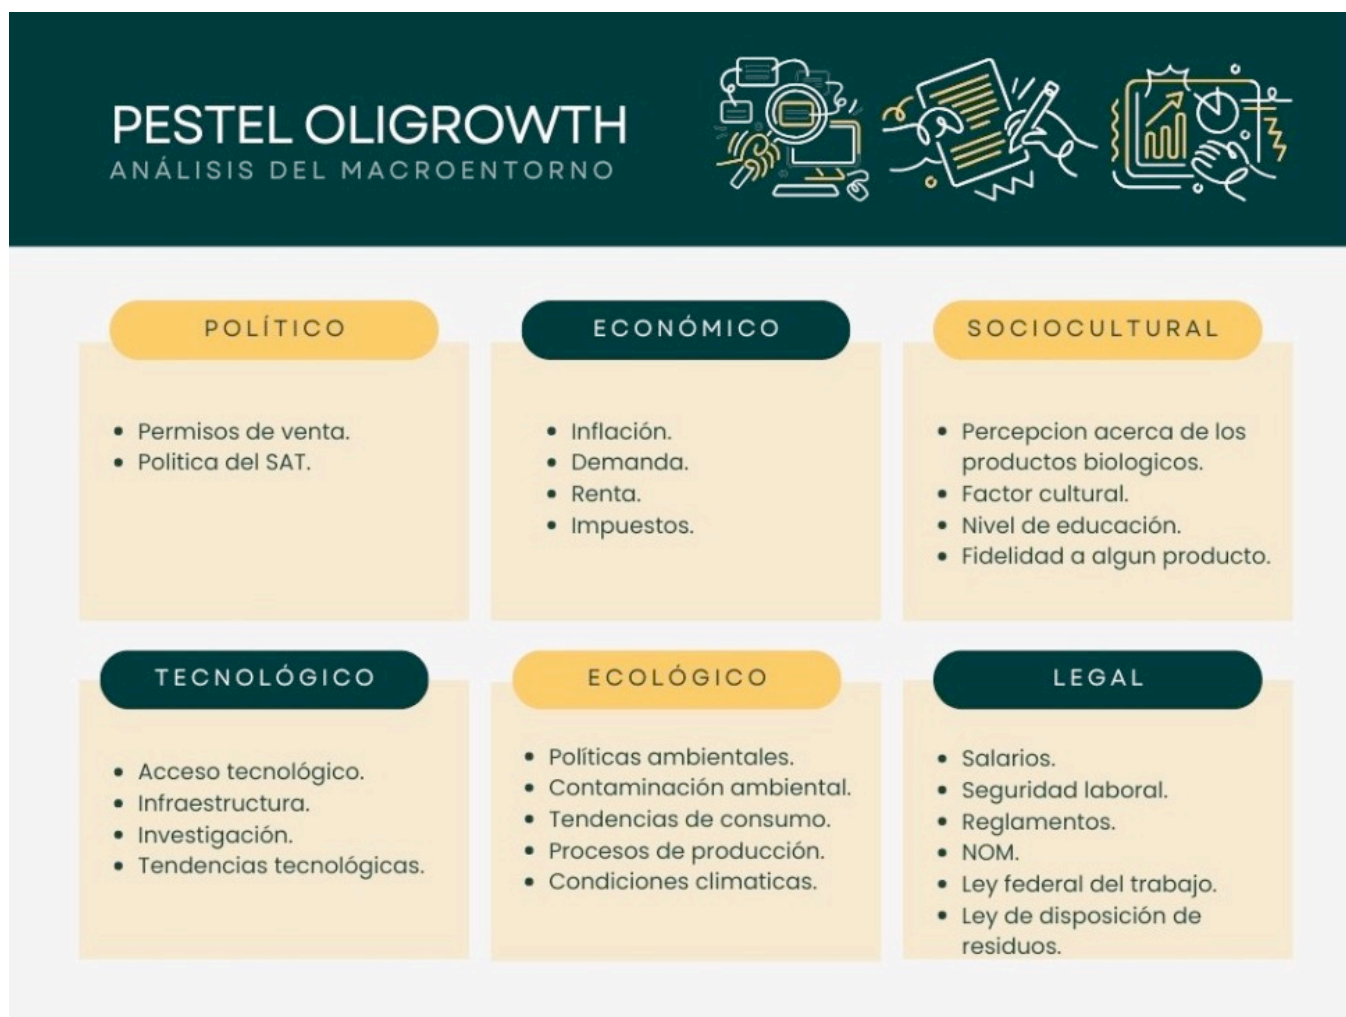 PESTEL OLIGROWTH
ANÁLISIS DEL MACROENTORNO
POLÍTICO
• Permisos de venta.
• Politica del SAT.
ECONÓMICO
• Inflación.
• Demanda.
• Renta.
• Impuestos.
SOCIOCULTURAL
• Percepcion acerca de los
productos biologicos.
• Factor cultural.
• Nivel de educación.
• Fidelidad a algun producto.
TECNOLÓGICO
• Acceso tecnológico.
• Infraestructura.
• Investigación.
• Tendencias tecnológicas.
ECOLÓGICO
• Políticas ambientales.
• Contaminación ambiental.
• Tendencias de consumo.
• Procesos de producción.
• Condiciones climaticas.
LEGAL
• Salarios.
• Seguridad laboral.
• Reglamentos.
• NOM.
• Ley federal del trabajo.
• Ley de disposición de
residuos.